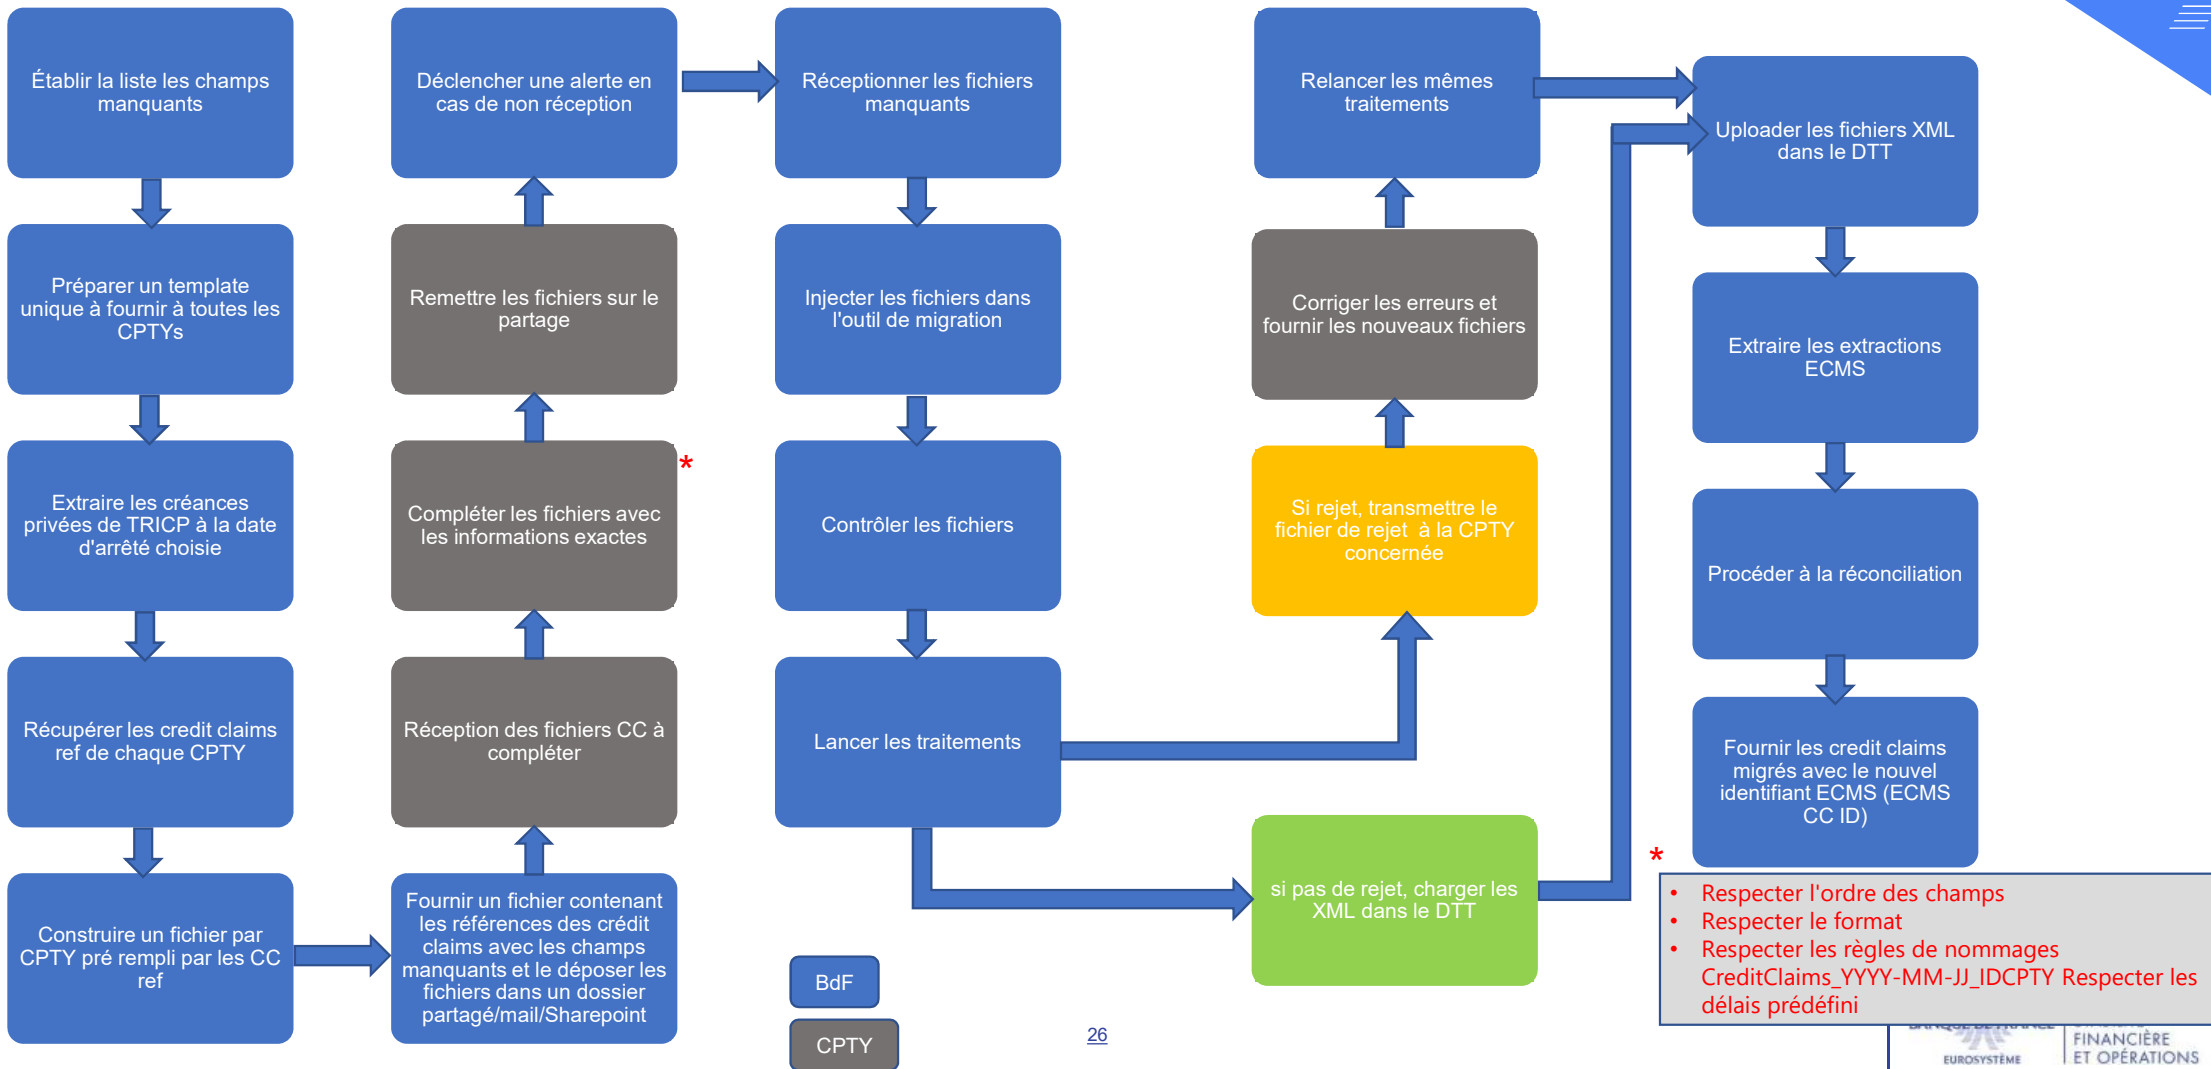 Établir la liste les champs
manquants
Préparer un template
unique à fournir à toutes les
CPTYs
Extraire les créances
privées de TRICP à la date
d'arrêté choisie
Récupérer les credit claims
ref de chaque CPTY
Construire un fichier par
CPTY pré rempli par les CC
ref
Fournir un fichier contenant
les références des crédit
claims avec les champs
manquants et le déposer les
fichiers dans un dossier
partagé/mail/Sharepoint
Réception des fichiers CC à
compléter
Compléter les fichiers avec
les informations exactes
*
Remettre les fichiers sur le
partage
Déclencher une alerte en
cas de non réception
Réceptionner les fichiers
manquants
Injecter les fichiers dans
l'outil de migration
Contrôler les fichiers
Lancer les traitements
Si rejet, transmettre le
fichier de rejet à la CPTY
concernée
Corriger les erreurs et
fournir les nouveaux fichiers
Relancer les mêmes
traitements
si pas de rejet, charger les
XML dans le DTT
Uploader les fichiers XML
dans le DTT
Extraire les extractions
ECMS
Procéder à la réconciliation
Fournir les credit claims
migrés avec le nouvel
identifiant ECMS (ECMS
CC ID)
*
• Respecter l'ordre des champs
• Respecter le format
• Respecter les règles de nommages
CreditClaims_YYYY-MM-JJ_IDCPTY Respecter les
délais prédéfini
BdF
CPTY
26
BANQUE DE FRANCE
EUROSYSTÈME
FINANCIÈRE
ET OPÉRATIONS